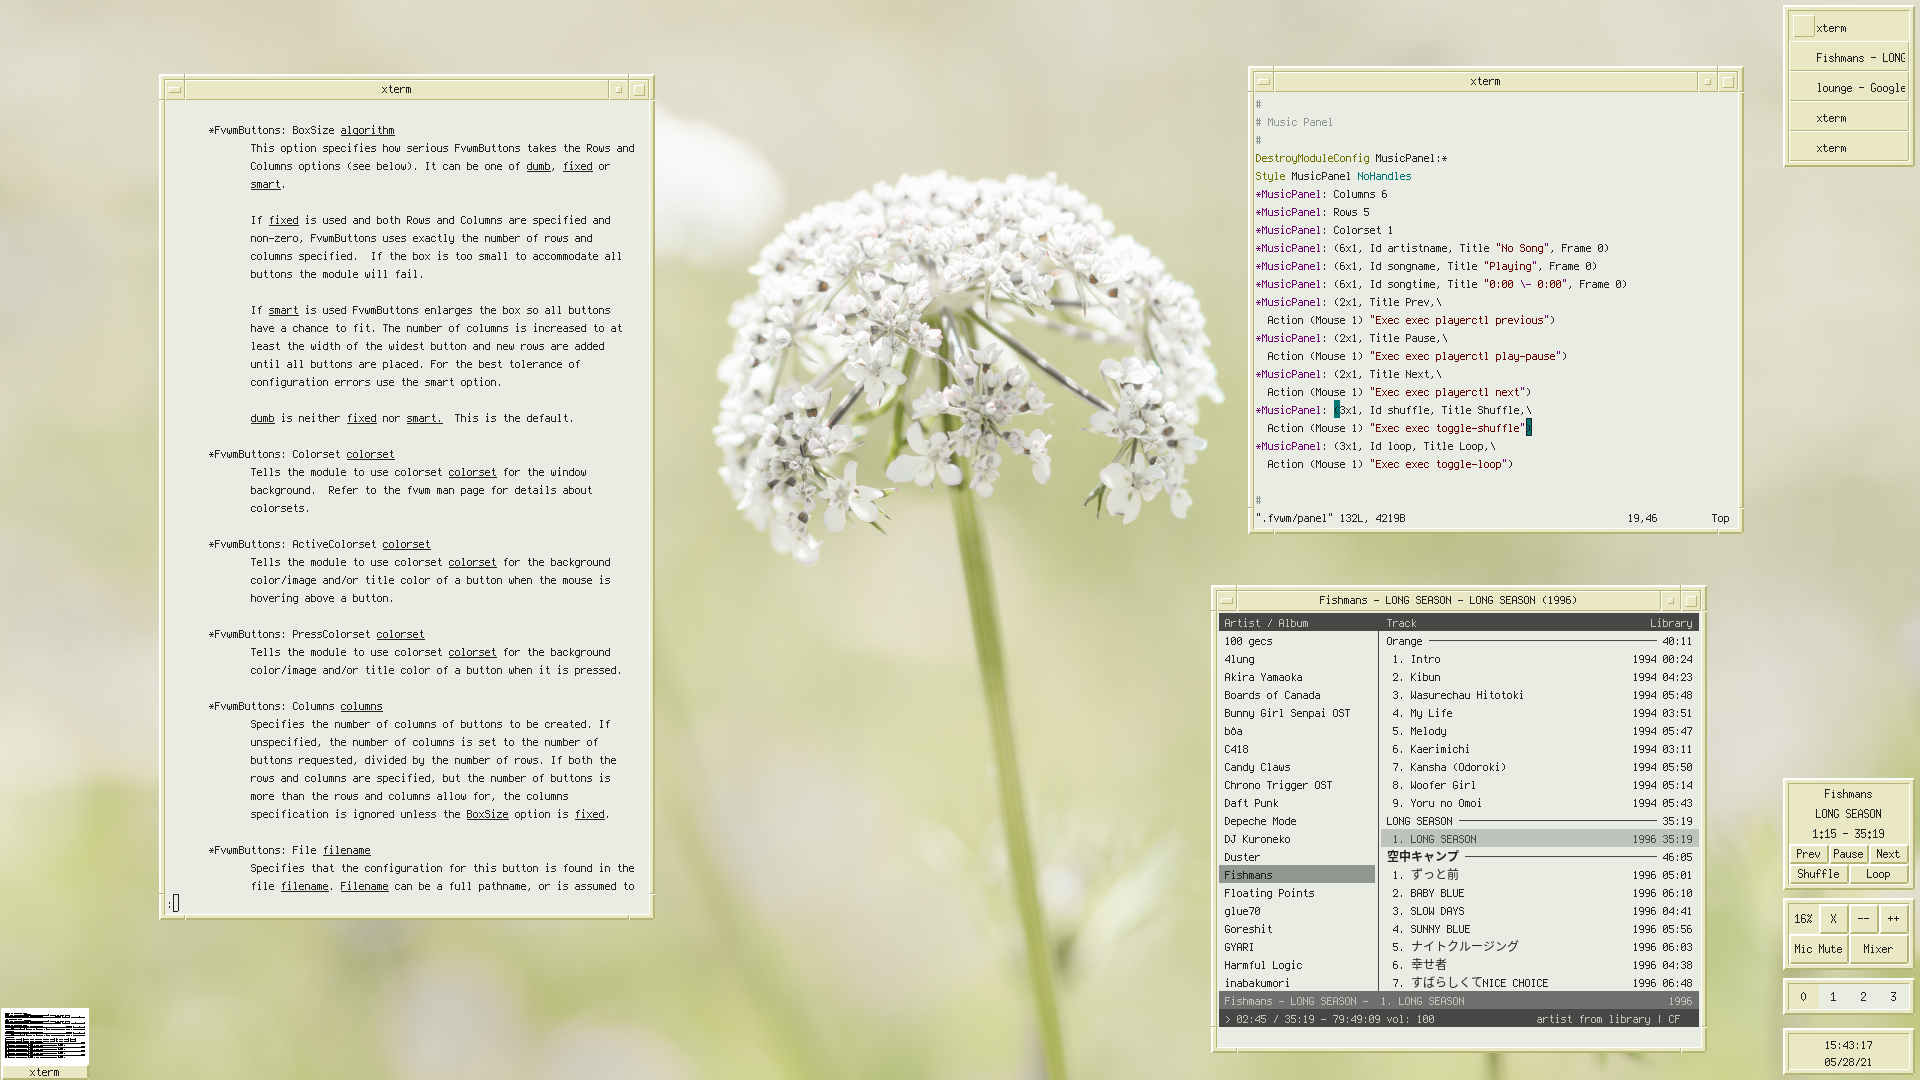 xterm
*FvwmButtons: BoxSize algorithm
This option specifies how serious FvwmButtons takes the Rows and
Columns options (see below). It can be one of dumb, fixed or
smart.
If fixed is used and both Rows and Columns are specified and
non-zero, FvwmButtons uses exactly the number of rows and
columns specified.  If the box is too small to accommodate all
buttons the module will fail.
If smart is used FvwmButtons enlarges the box so all buttons
have a chance to fit. The number of columns is increased to at
least the width of the widest button and new rows are added
until all buttons are placed. For the best tolerance of
configuration errors use the smart option.
dumb is neither fixed nor smart.  This is the default.
*FvwmButtons: Colorset colorset
Tells the module to use colorset colorset for the window
background.  Refer to the fvwm man page for details about
colorsets.
*FvwmButtons: ActiveColorset colorset
Tells the module to use colorset colorset for the background
color/image and/or title color of a button when the mouse is
hovering above a button.
*FvwmButtons: PressColorset colorset
Tells the module to use colorset colorset for the background
color/image and/or title color of a button when it is pressed.
*FvwmButtons: Columns columns
Specifies the number of columns of buttons to be created. If
unspecified, the number of columns is set to the number of
buttons requested, divided by the number of rows. If both the
rows and columns are specified, but the number of buttons is
more than the rows and columns allow for, the columns
specification is ignored unless the BoxSize option is fixed.
*FvwmButtons: File filename
Specifies that the configuration for this button is found in the
file filename. Filename can be a full pathname, or is assumed to
:
xterm
xterm
#
# Music Panel
#
DestroyModuleConfig MusicPanel:*
Style MusicPanel NoHandles
*MusicPanel: Columns 6
*MusicPanel: Rows 5
*MusicPanel: Colorset 1
*MusicPanel: (6x1, Id artistname, Title "No Song", Frame 0)
*MusicPanel: (6x1, Id songname, Title "Playing", Frame 0)
*MusicPanel: (6x1, Id songtime, Title "0:00 \- 0:00", Frame 0)
*MusicPanel: (2x1, Title Prev,\
Action (Mouse 1) "Exec exec playerctl previous")
*MusicPanel: (2x1, Title Pause,\
Action (Mouse 1) "Exec exec playerctl play-pause")
*MusicPanel: (2x1, Title Next,\
Action (Mouse 1) "Exec exec playerctl next")
*MusicPanel: (3x1, Id shuffle, Title Shuffle,\
Action (Mouse 1) "Exec exec toggle-shuffle")
*MusicPanel: (3x1, Id loop, Title Loop,\
Action (Mouse 1) "Exec exec toggle-loop")
#
".fvwm/panel" 132L, 4219B 19,46 Top
Fishmans - LONG SEASON - LONG SEASON (1996)
Artist / Album Track Library
100 gecs
4lung
Akira Yamaoka
Boards of Canada
Bunny Girl Senpai OST
bôa
C418
Candy Claws
Chrono Trigger OST
Daft Punk
Depeche Mode
DJ Kuroneko
Duster
Fishmans
Floating Points
glue70
Goreshit
GYARI
Harmful Logic
inabakumori
Orange 40:11
1. Intro 1994 00:24
2. Kibun 1994 04:23
3. Wasurechau Hitotoki 1994 05:48
4. My Life 1994 03:51
5. Melody 1994 05:47
6. Kaerimichi 1994 03:11
7. Kansha (Odoroki) 1994 05:50
8. Woofer Girl 1994 05:14
9. Yoru no Omoi 1994 05:43
LONG SEASON 35:19
1. LONG SEASON 1996 35:19
空中キャンプ 46:05
1. ずっと前 1996 05:01
2. BABY BLUE 1996 06:10
3. SLOW DAYS 1996 04:41
4. SUNNY BLUE 1996 05:56
5. ナイトクルージング 1996 06:03
6. 幸せ者 1996 04:38
7. すばらしくてNICE CHOICE 1996 06:48
Fishmans - LONG SEASON -  1. LONG SEASON 1996
> 02:45 / 35:19 - 79:49:09 vol: 100 artist from library | CF
xterm
Fishmans - LONG
lounge - Google
xterm
xterm
Fishmans
LONG SEASON
1:15 - 35:19
Prev Pause Next
Shuffle Loop
16% X -- ++
Mic Mute Mixer
0 1 2 3
15:43:17
05/28/21